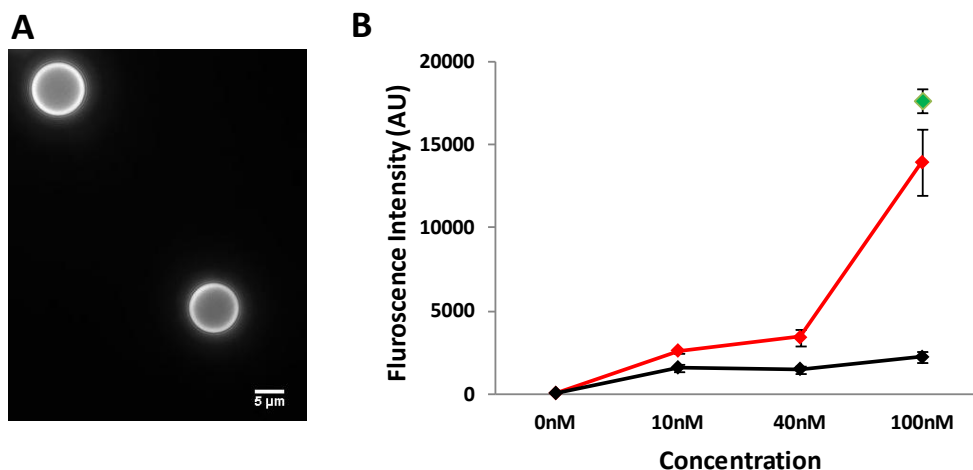 A
5 µm
B
Fluroscence Intensity (AU)
20000
15000
10000
5000
0
0nM 10nM 40nM 100nM
Concentration